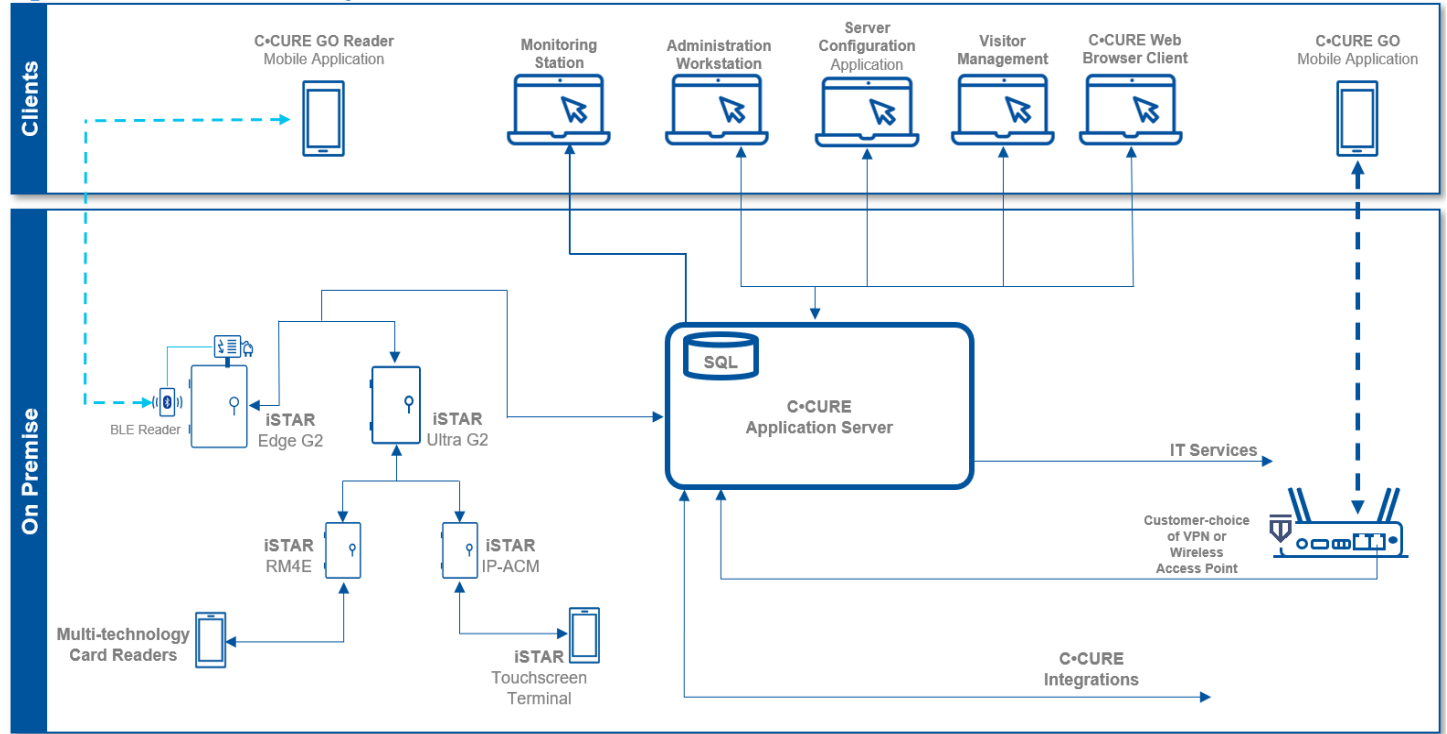 Clients
C•CURE GO Reader
Mobile Application
Monitoring
Station
Administration
Workstation
Server
Configuration
Application
Visitor
Management
C•CURE Web
Browser Client
C•CURE GO
Mobile Application
On Premise
SQL
C•CURE
Application Server
BLE Reader
iSTAR
Edge G2
iSTAR
Ultra G2
IT Services
Customer-choice
of VPN or
Wireless
Access Point
iSTAR
RM4E
iSTAR
IP-ACM
Multi-technology
Card Readers
iSTAR
Touchscreen
Terminal
C•CURE
Integrations